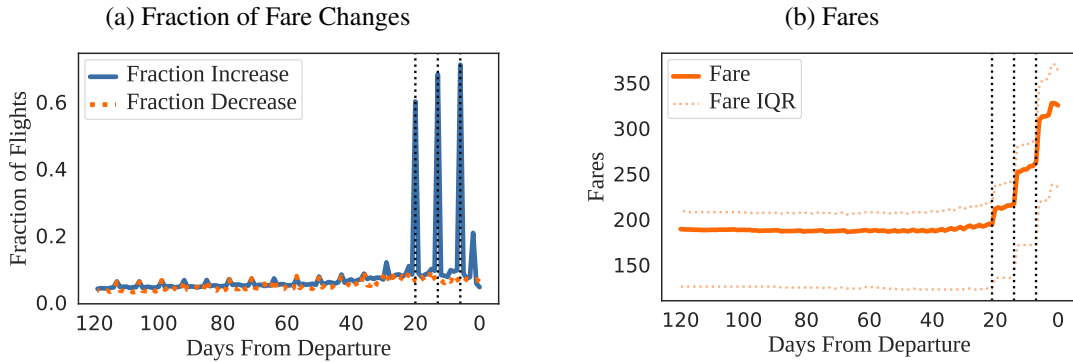 (a) Fraction of Fare Changes
Fraction Increase
Fraction Decrease
Fraction of Flights
0.6
0.4
0.2
0.0
120 100 80 60 40 20 0
Days From Departure
(b) Fares
Fare
Fare IQR
Fares
350
300
250
200
150
120 100 80 60 40 20 0
Days From Departure